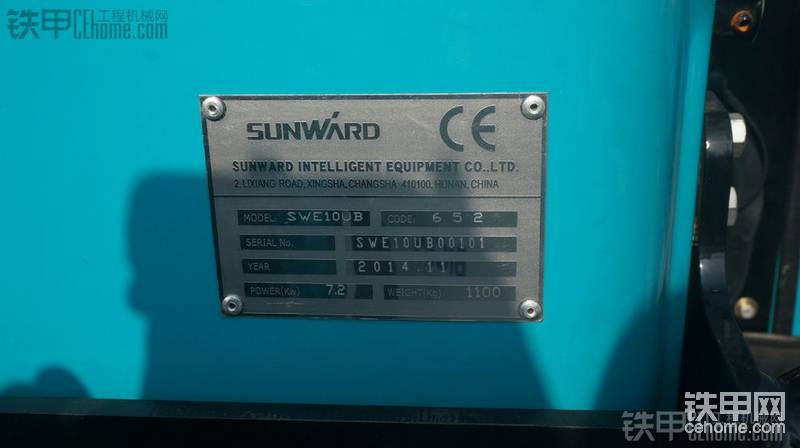 铁甲 工程机械网
CEhome.com
SUNWARD CE
SUNWARD INTELLIGENT EQUIPMENT CO.,LTD.
2.LIXIANG ROAD, XINGSHA, CHANGSHA 410100, HUNAN, CHINA
MODEL: SWE10UB CODE: 652
SERIAL No. SWE10UB00101
YEAR 2014.11
POWER(Kw) 7.2 WEIGHT(Kg) 1100
铁甲网
cehome.com